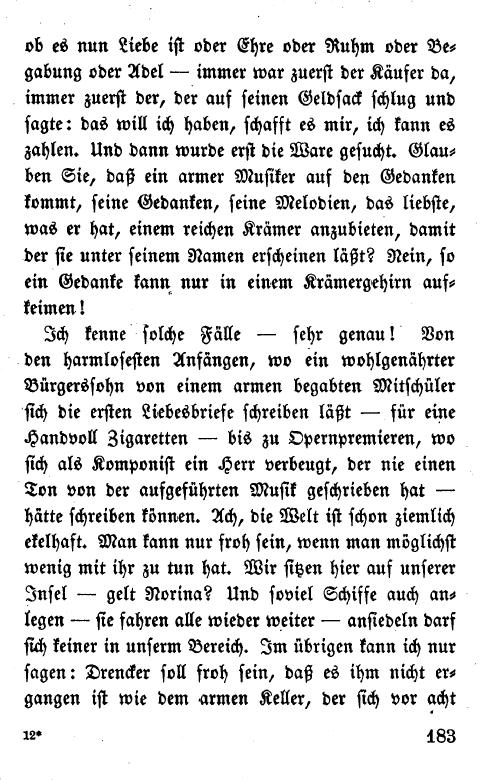 ob es nun Liebe ist oder Ehre oder Ruhm oder Be-
gabung oder Adel — immer war zuerst der Käufer da,
immer zuerst der, der auf seinen Geldsack schlug und
sagte: das will ich haben, schafft es mir, ich kann es
zahlen. Und dann wurde erst die Ware gesucht. Glau-
ben Sie, daß ein armer Musiker auf den Gedanken
kommt, seine Gedanken, seine Melodien, das liebste,
was er hat, einem reichen Krämer anzubieten, damit
der sie unter seinem Namen erscheinen läßt? Nein, so
ein Gedanke kann nur in einem Krämergehirn auf-
keimen!
Ich kenne solche Fälle — sehr genau! Von
den harmlosesten Anfängen, wo ein wohlgenährter
Bürgerssohn von einem armen begabten Mitschüler
sich die ersten Liebesbriefe schreiben läßt — für eine
Handvoll Zigaretten — bis zu Opernpremieren, wo
sich als Komponist ein Herr verbeugt, der nie einen
Ton von der aufgeführten Musik geschrieben hat —
hätte schreiben können. Ach, die Welt ist schon ziemlich
ekelhaft. Man kann nur froh sein, wenn man möglichst
wenig mit ihr zu tun hat. Wir sitzen hier auf unserer
Insel — gelt Norina? Und soviel Schiffe auch an-
legen — sie fahren alle wieder weiter — ansiedeln darf
sich keiner in unserm Bereich. Im übrigen kann ich nur
sagen: Drencker soll froh sein, daß es ihm nicht er-
gangen ist wie dem armen Keller, der sich vor acht
12*
183